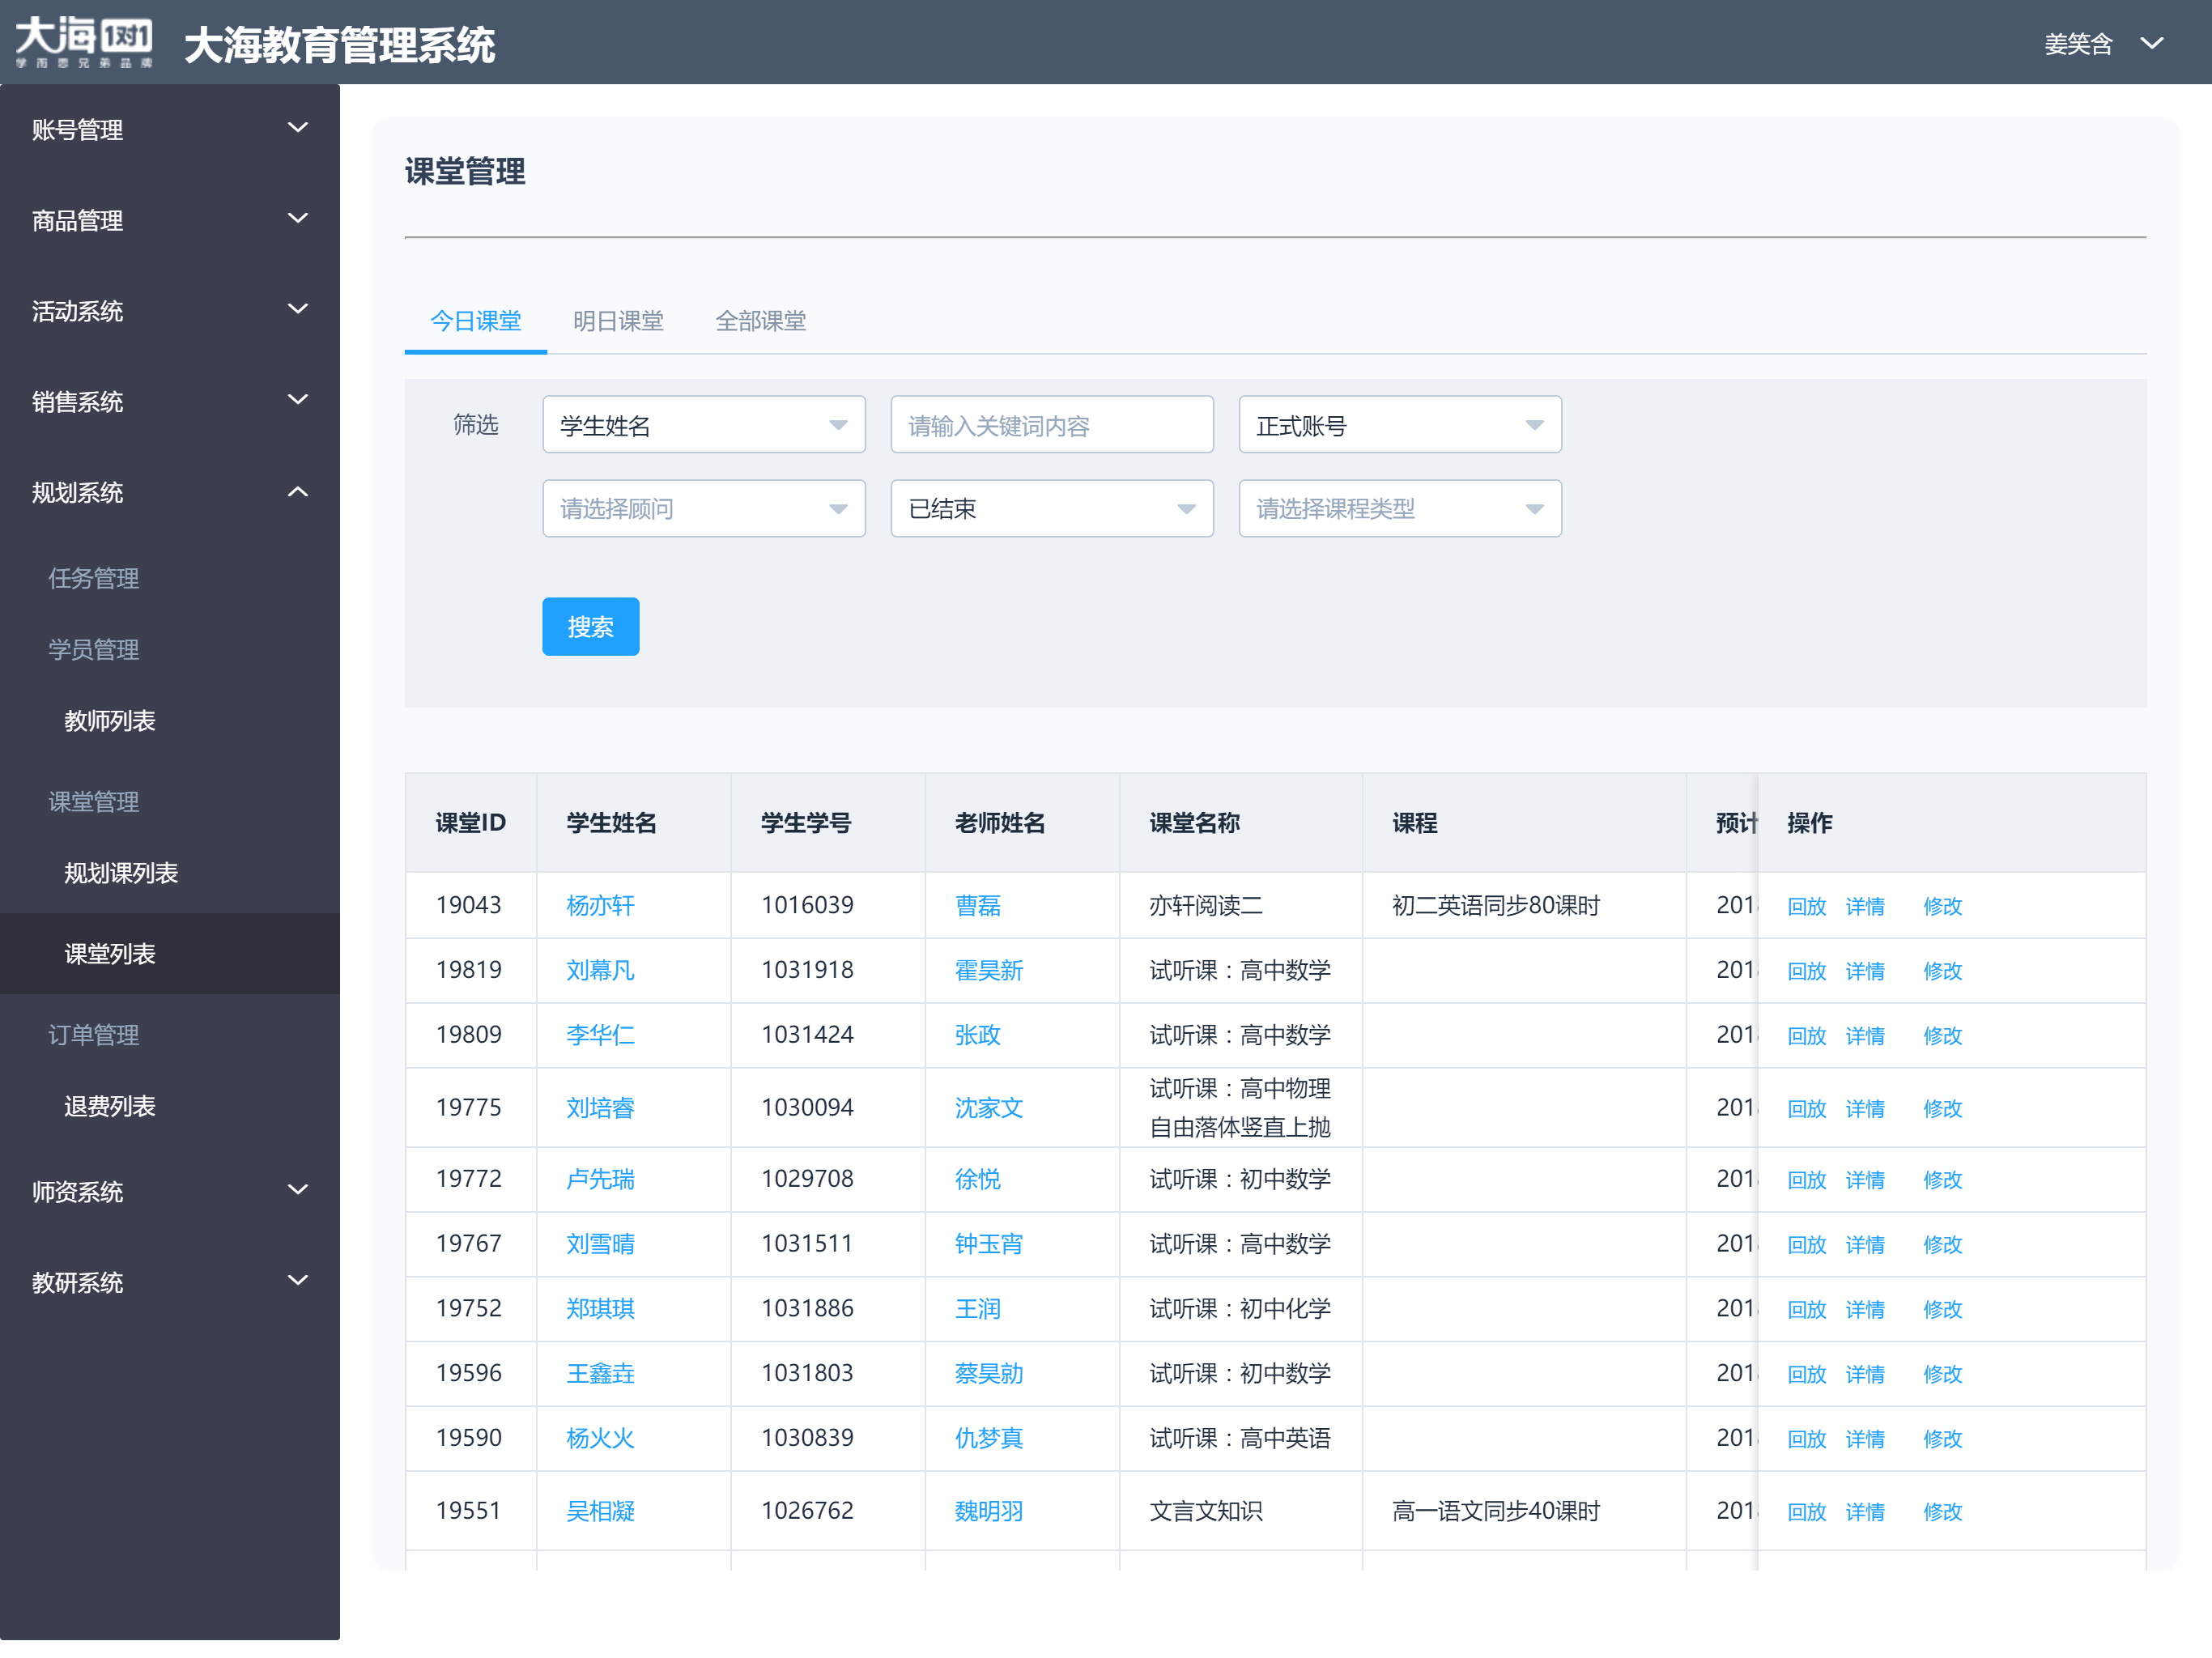 大海1对1
学而思兄弟品牌
大海教育管理系统
姜笑含
账号管理
商品管理
活动系统
销售系统
规划系统
任务管理
学员管理
教师列表
课堂管理
规划课列表
课堂列表
订单管理
退费列表
师资系统
教研系统
课堂管理
今日课堂 明日课堂 全部课堂
筛选 学生姓名 请输入关键词内容 正式账号
请选择顾问 已结束 请选择课程类型
搜索
课堂ID 学生姓名 学生学号 老师姓名 课堂名称 课程 预计 操作
19043 杨亦轩 1016039 曹磊 亦轩阅读二 初二英语同步80课时 201 回放 详情 修改
19819 刘幕凡 1031918 霍昊新 试听课：高中数学 201 回放 详情 修改
19809 李华仁 1031424 张政 试听课：高中数学 201 回放 详情 修改
19775 刘培睿 1030094 沈家文 试听课：高中物理 201 回放 详情 修改
自由落体竖直上抛
19772 卢先瑞 1029708 徐悦 试听课：初中数学 201 回放 详情 修改
19767 刘雪晴 1031511 钟玉宵 试听课：高中数学 201 回放 详情 修改
19752 郑琪琪 1031886 王润 试听课：初中化学 201 回放 详情 修改
19596 王鑫垚 1031803 蔡昊勍 试听课：初中数学 201 回放 详情 修改
19590 杨火火 1030839 仇梦真 试听课：高中英语 201 回放 详情 修改
19551 吴相凝 1026762 魏明羽 文言文知识 高一语文同步40课时 201 回放 详情 修改